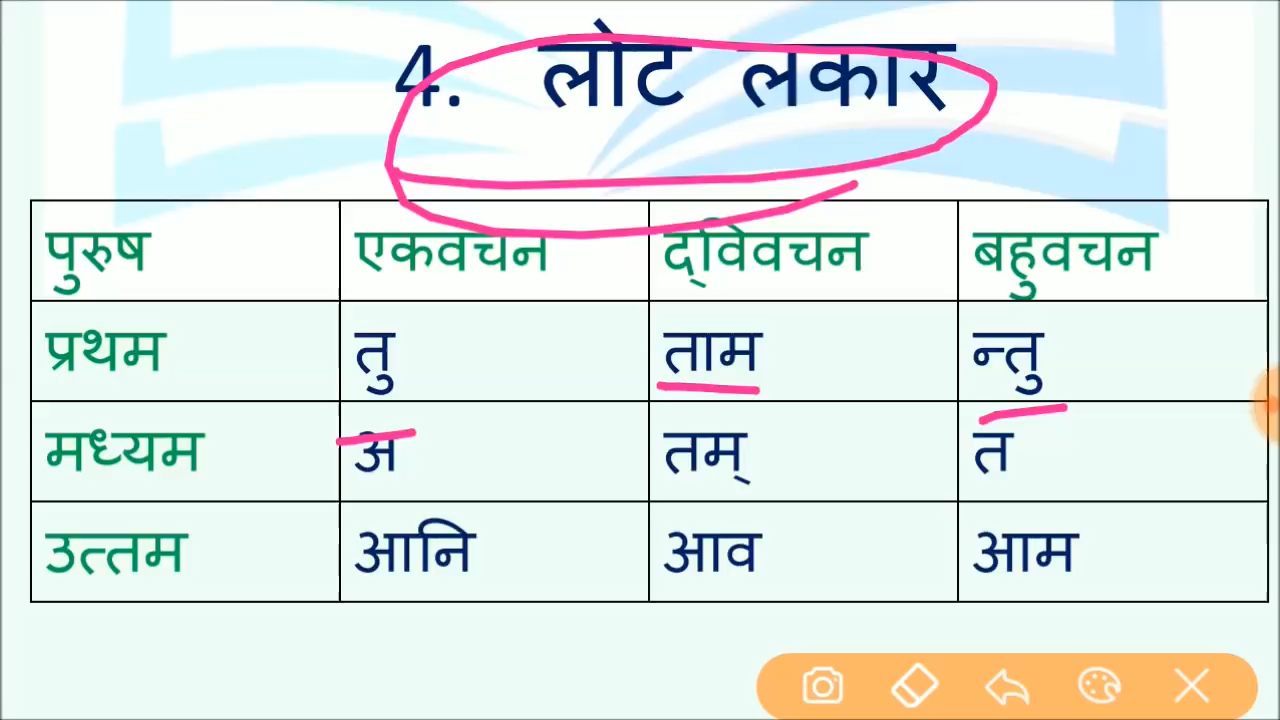 4. लोट लकार
पुरुष एकवचन द्विवचन बहुवचन
प्रथम तु ताम न्तु
मध्यम अ तम् त
उत्तम आनि आव आम